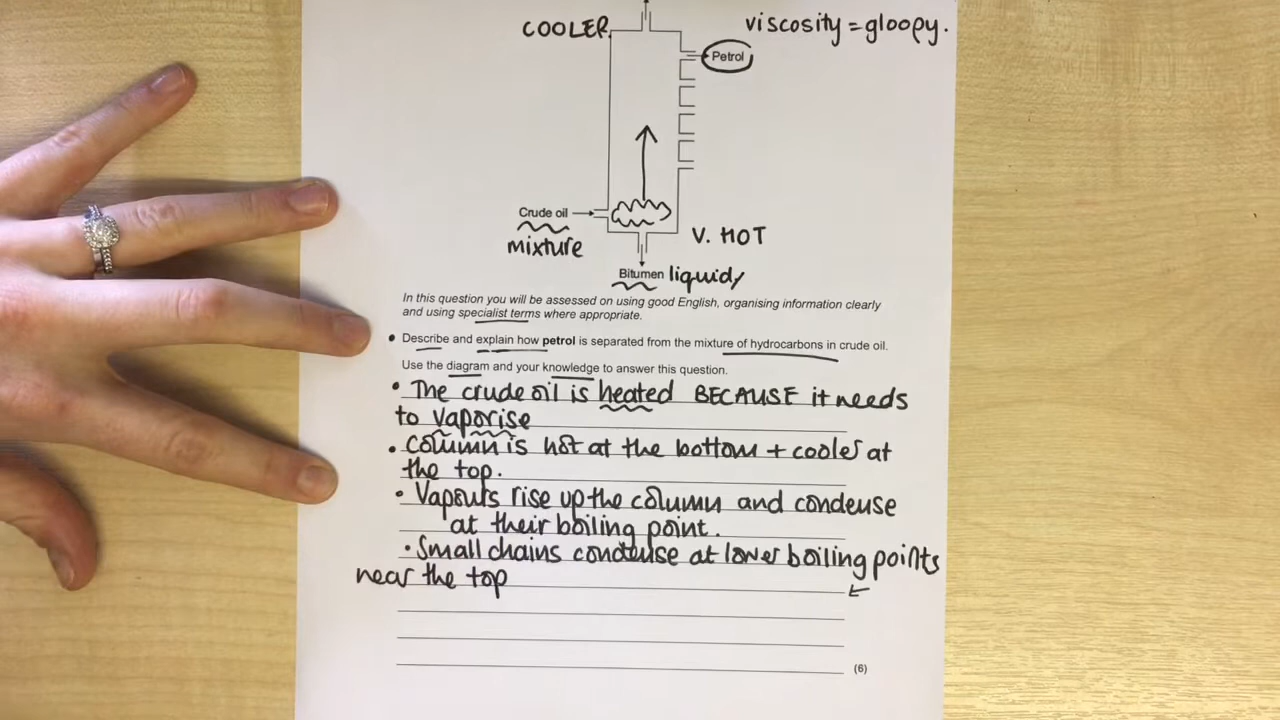 COOLER.
viscosity = gloopy.
Petrol
Crude oil
mixture
V. HOT
Bitumen liquid
In this question you will be assessed on using good English, organising information clearly
and using specialist terms where appropriate.
• Describe and explain how petrol is separated from the mixture of hydrocarbons in crude oil.
Use the diagram and your knowledge to answer this question.
• The crude oil is heated BECAUSE it needs
to vaporise
• column is hot at the bottom + cooler at
the top.
• Vapours rise up the column and condense
at their boiling point.
• Small chains condense at lower boiling points
near the top
(6)